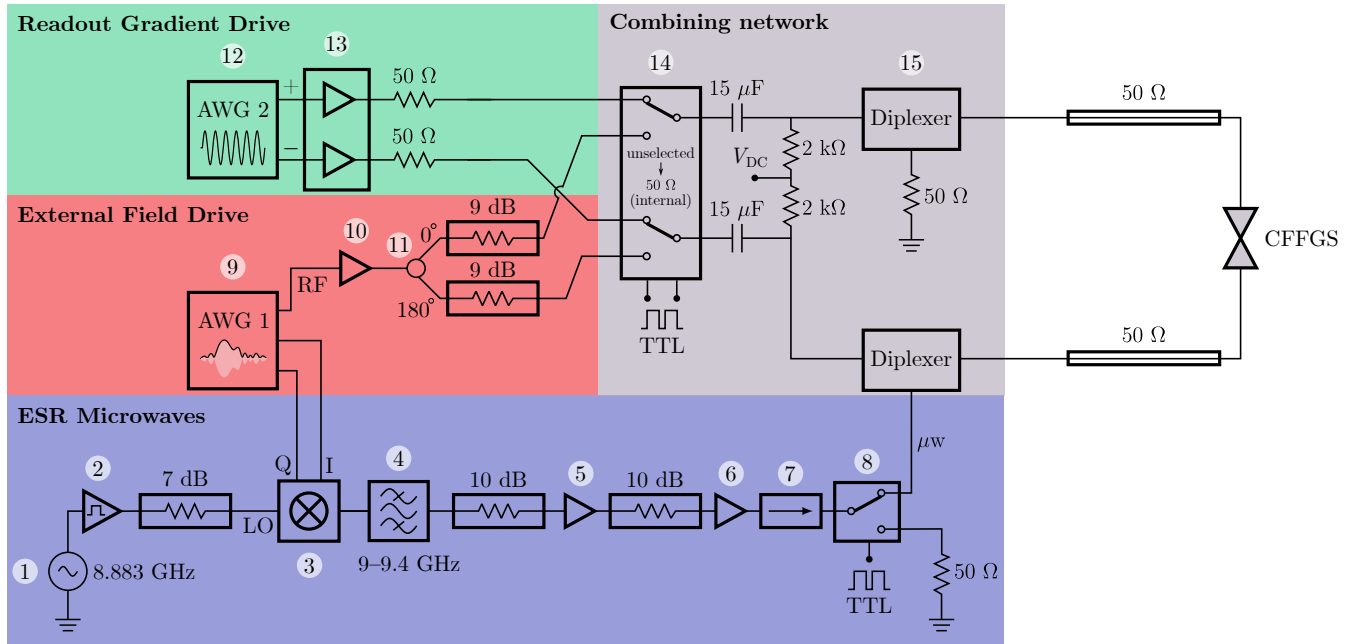 Readout Gradient Drive
Combining network
12
13
14
15
AWG 2
+
−
50 Ω
50 Ω
unselected
50 Ω
(internal)
15 μF
15 μF
V_DC
2 kΩ
2 kΩ
Diplexer
50 Ω
50 Ω
CFFGS
External Field Drive
9
10
11
RF
0°
180°
9 dB
9 dB
AWG 1
TTL
Diplexer
50 Ω
ESR Microwaves
1
2
3
4
5
6
7
8
7 dB
Q
I
LO
10 dB
10 dB
μw
8.883 GHz
9–9.4 GHz
TTL
50 Ω